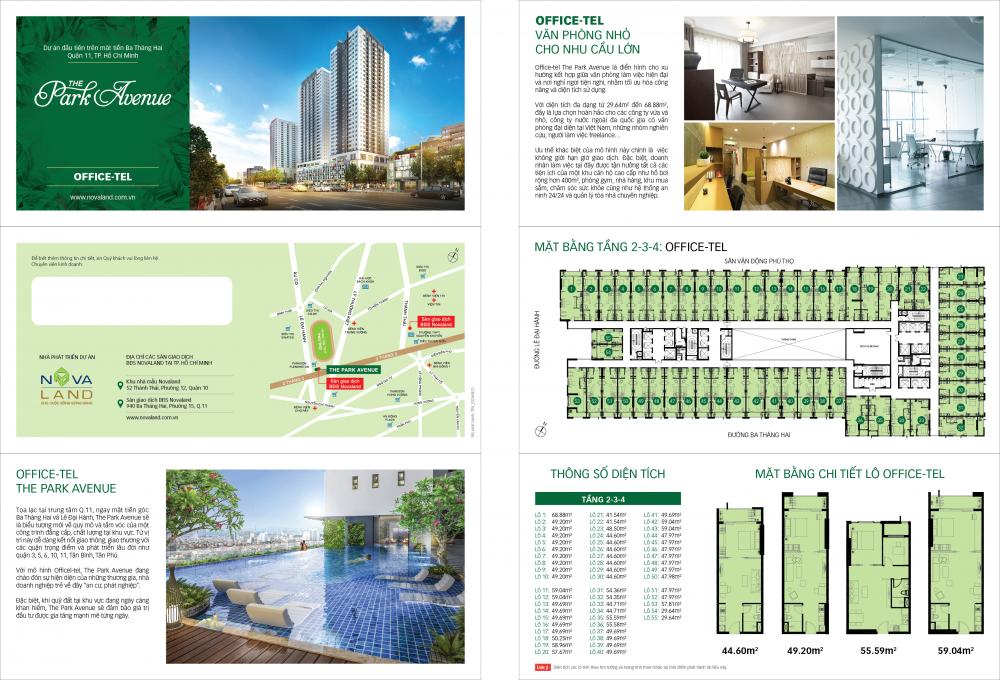 Dự án đầu tiên trên mặt tiền Ba Tháng Hai
Quận 11, TP. Hồ Chí Minh
THE
Park Avenue
OFFICE-TEL
www.novaland.com.vn
OFFICE-TEL
VĂN PHÒNG NHỎ
CHO NHU CẦU LỚN
Office-tel The Park Avenue là điển hình cho xu
hướng kết hợp giữa văn phòng làm việc hiện đại
và nơi nghỉ ngơi tiện nghi, nhằm tối ưu hóa công
năng và diện tích sử dụng.
Với diện tích đa dạng từ 29.64m² đến 68.88m²,
đây là lựa chọn hoàn hảo cho các công ty vừa và
nhỏ, công ty nước ngoài đa quốc gia có văn
phòng đại diện tại Việt Nam, những nhóm nghiên
cứu, người làm việc freelance...
Ưu thế khác biệt của mô hình này chính là việc
không giới hạn giờ giao dịch. Đặc biệt, doanh
nhân làm việc tại đây được tận hưởng tất cả các
tiện ích của một khu căn hộ cao cấp như hồ bơi
rộng hơn 400m², phòng gym, nhà hàng, khu mua
sắm, chăm sóc sức khỏe cũng như hệ thống an
ninh 24/24 và quản lý tòa nhà chuyên nghiệp.
Để biết thêm thông tin chi tiết, xin Quý khách vui lòng liên hệ
Chuyên viên kinh doanh:
NHÀ PHÁT TRIỂN DỰ ÁN
NOVA
LAND
ĐỊA CHỈ CÁC SÀN GIAO DỊCH
BĐS NOVALAND TẠI TP. HỒ CHÍ MINH
Khu nhà mẫu Novaland
52 Thành Thái, Phường 12, Quận 10
Sàn giao dịch BĐS Novaland
940 Ba Tháng Hai, Phường 15, Q.11
www.novaland.com.vn
LÝ THƯỜNG KIỆT
LÊ ĐẠI HÀNH
THÀNH THÁI
Sàn giao dịch
BĐS Novaland
3 THÁNG 2
THE PARK AVENUE
Sàn giao dịch
BĐS Novaland
3 THÁNG 2
MẶT BẰNG TẦNG 2-3-4: OFFICE-TEL
SÂN VẬN ĐỘNG PHÚ THỌ
ĐƯỜNG LÊ ĐẠI HÀNH
ĐƯỜNG BA THÁNG HAI
OFFICE-TEL
THE PARK AVENUE
Tọa lạc tại trung tâm Q.11, ngay mặt tiền góc
Ba Tháng Hai và Lê Đại Hành, The Park Avenue sẽ
là biểu tượng mới về quy mô và tầm vóc của một
công trình đẳng cấp, chất lượng tại khu vực. Từ vị
trí này dễ dàng kết nối giao thông, giao thương với
các quận trọng điểm và phát triển lâu đời như
quận 3, 5, 6, 10, 11, Tân Bình, Tân Phú.
Với mô hình Officel-tel, The Park Avenue đang
chào đón sự hiện diện của những thương gia, nhà
doanh nghiệp trẻ về đây "an cư, phát nghiệp".
Đặc biệt, khi quỹ đất tại khu vực đang ngày càng
khan hiếm, The Park Avenue sẽ đảm bảo giá trị
đầu tư được gia tăng mạnh mẽ từng ngày.
THÔNG SỐ DIỆN TÍCH
TẦNG 2-3-4
LÔ 1: 68.88m² LÔ 21: 41.54m² LÔ 41: 49.69m²
LÔ 2: 49.20m² LÔ 22: 41.54m² LÔ 42: 59.04m²
LÔ 3: 49.20m² LÔ 23: 48.50m² LÔ 43: 59.04m²
LÔ 4: 49.20m² LÔ 24: 44.60m² LÔ 44: 47.97m²
LÔ 5: 49.20m² LÔ 25: 44.60m² LÔ 45: 47.97m²
LÔ 6: 49.20m² LÔ 26: 44.60m² LÔ 46: 47.97m²
LÔ 7: 49.20m² LÔ 27: 44.60m² LÔ 47: 47.97m²
LÔ 8: 49.20m² LÔ 28: 44.60m² LÔ 48: 47.97m²
LÔ 9: 49.20m² LÔ 29: 44.60m² LÔ 49: 47.97m²
LÔ 10: 49.20m² LÔ 30: 44.60m² LÔ 50: 47.98m²
LÔ 11: 59.04m² LÔ 31: 54.36m² LÔ 51: 47.97m²
LÔ 12: 59.04m² LÔ 32: 54.35m² LÔ 52: 47.97m²
LÔ 13: 49.69m² LÔ 33: 44.71m² LÔ 53: 57.81m²
LÔ 14: 49.69m² LÔ 34: 44.71m² LÔ 54: 29.64m²
LÔ 15: 49.69m² LÔ 35: 55.59m² LÔ 55: 29.64m²
LÔ 16: 49.69m² LÔ 36: 55.58m²
LÔ 17: 49.69m² LÔ 37: 49.69m²
LÔ 18: 50.25m² LÔ 38: 49.69m²
LÔ 19: 58.96m² LÔ 39: 49.69m²
LÔ 20: 57.67m² LÔ 40: 49.69m²
Lưu ý
MẶT BẰNG CHI TIẾT LÔ OFFICE-TEL
44.60m² 49.20m² 55.59m² 59.04m²